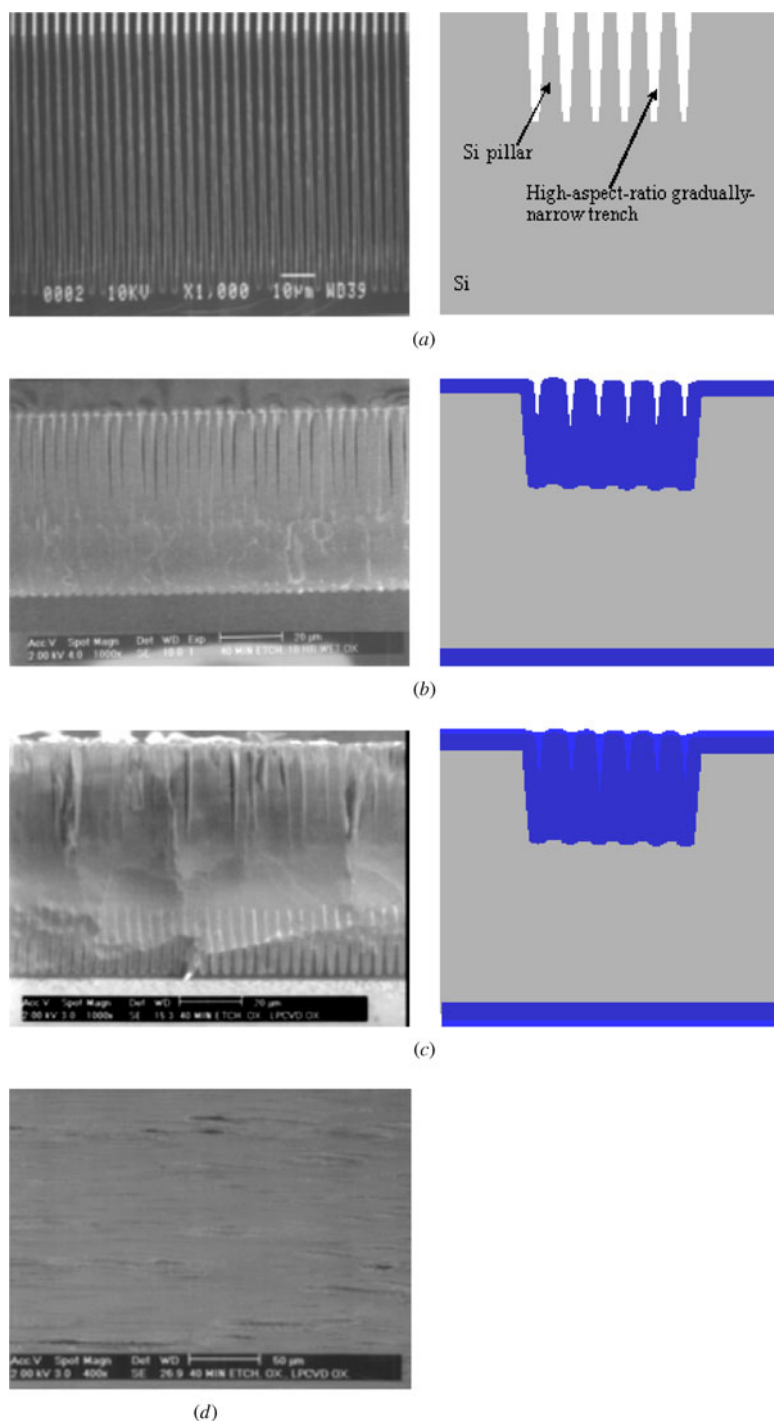 Si pillar
High-aspect-ratio gradually-
narrow trench
Si
0002 10KV X1,000 10µm WD39
(a)
Acc.V Spot Magn Det WD Exp 20 µm
2.00 kV 4.0 1000x SE 10.0 1 40 MIN ETCH, 10 HR WET OX
(b)
Acc.V Spot Magn Det WD 20 µm
2.00 kV 3.0 1000x SE 15.3 40 MIN ETCH, OX, LPCVD OX
(c)
Acc.V Spot Magn Det WD 50 µm
2.00 kV 3.0 400x SE 26.9 40 MIN ETCH, OX, LPCVD OX
(d)